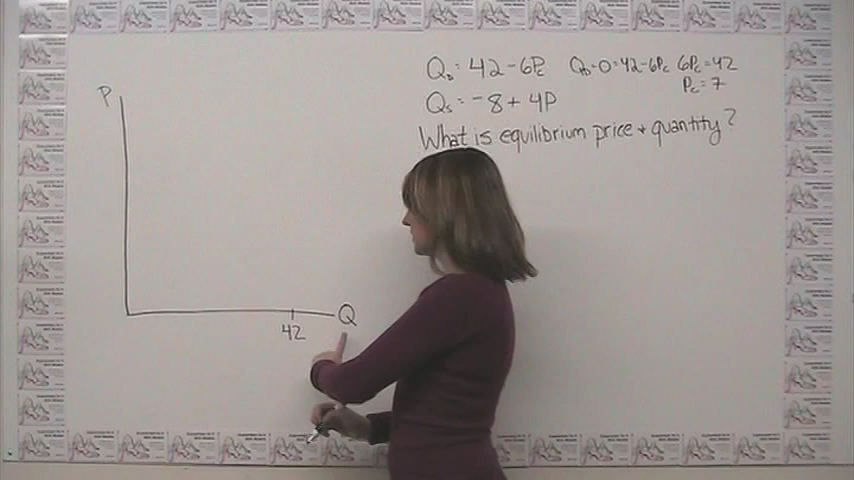 Q_D = 42 - 6P_C Q_D = 0 = 42 - 6P_C 6P_C = 42
P_C = 7
Q_S = -8 + 4P
What is equilibrium price + quantity?
P
Q
42